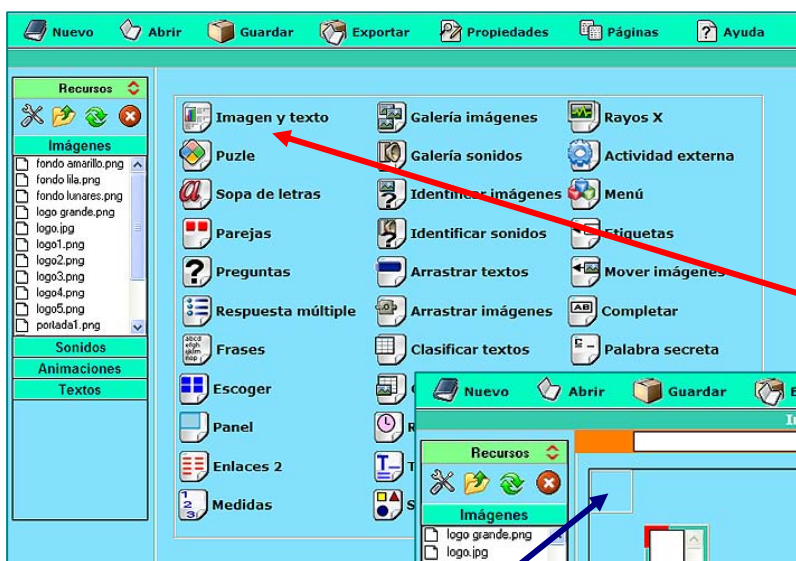 Nuevo Abrir Guardar Exportar Propiedades Páginas Ayuda
Recursos
Imágenes
fondo amarillo.png
fondo lila.png
fondo lunares.png
logo grande.png
logo.jpg
logo1.png
logo2.png
logo3.png
logo4.png
logo5.png
portada1.png
Sonidos
Animaciones
Textos
Imagen y texto
Puzle
Sopa de letras
Parejas
Preguntas
Respuesta múltiple
Frases
Escoger
Panel
Enlaces 2
Medidas
Galería imágenes
Galería sonidos
Identificar imágenes
Identificar sonidos
Arrastrar textos
Arrastrar imágenes
Clasificar textos
Rayos X
Actividad externa
Menú
Etiquetas
Mover imágenes
Completar
Palabra secreta
Nuevo Abrir Guardar
Recursos
Imágenes
logo grande.png
logo.jpg